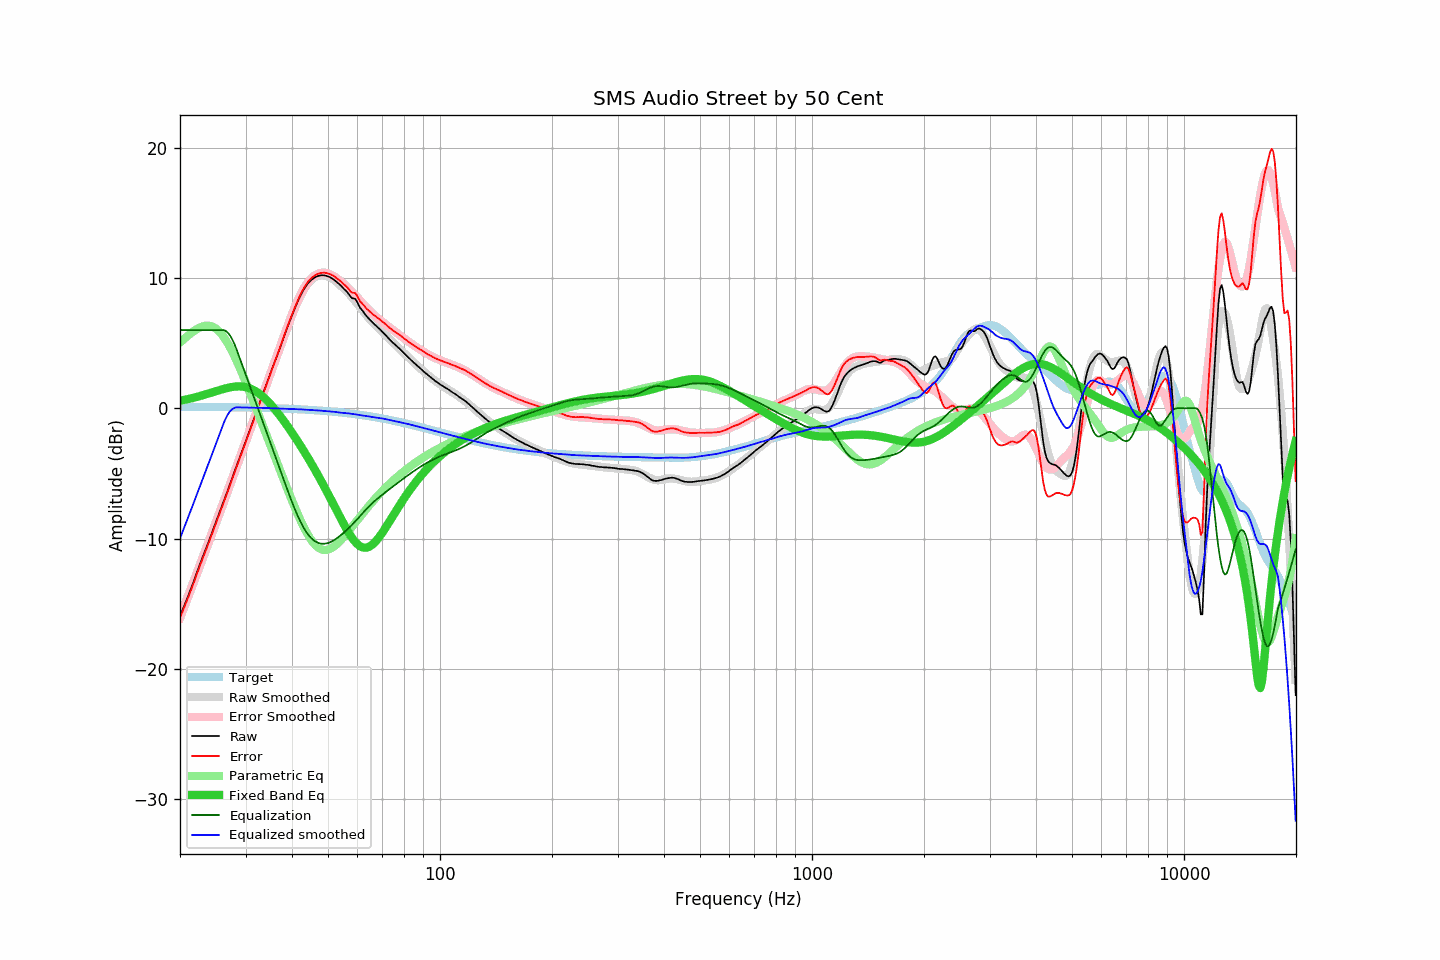 SMS Audio Street by 50 Cent
20
10
0
−10
−20
−30
Amplitude (dBr)
Target
Raw Smoothed
Error Smoothed
Raw
Error
Parametric Eq
Fixed Band Eq
Equalization
Equalized smoothed
100
1000
10000
Frequency (Hz)